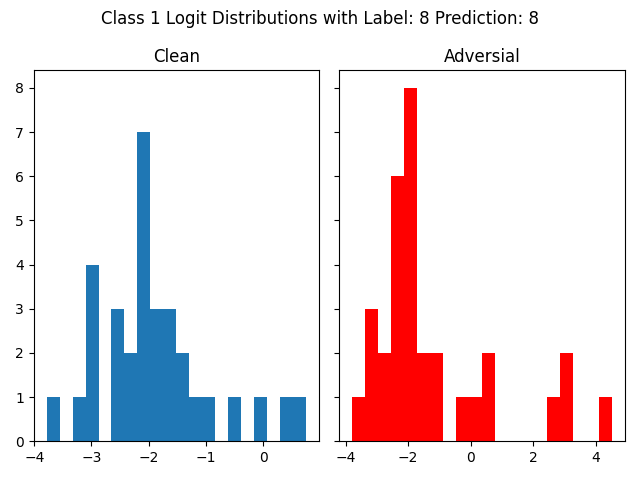 Class 1 Logit Distributions with Label: 8 Prediction: 8
Clean
Adversial
8
7
6
5
4
3
2
1
0
−4 −3 −2 −1 0
−4 −2 0 2 4